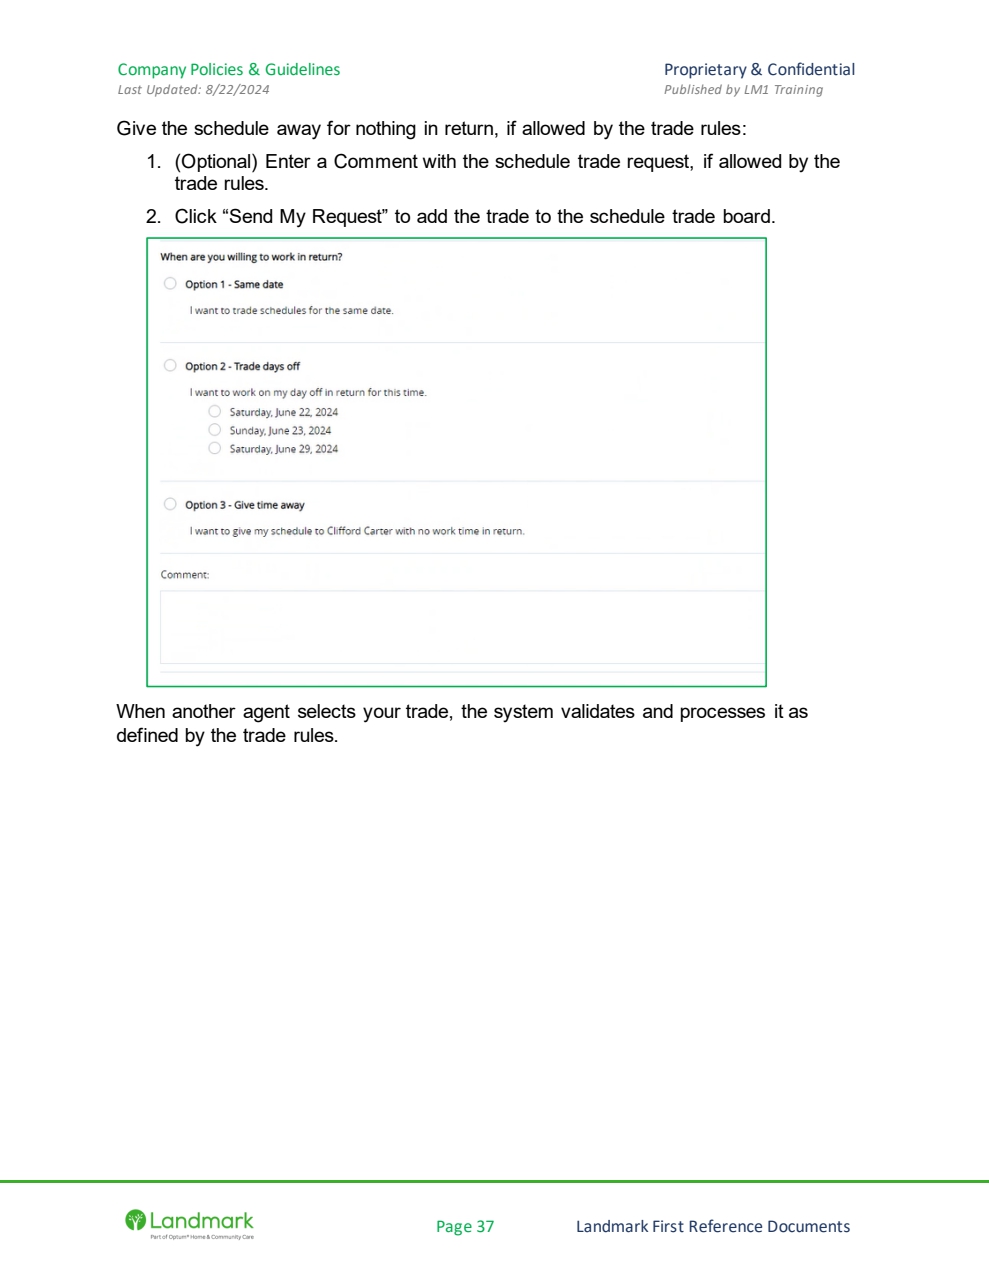 Company Policies & Guidelines
Proprietary & Confidential
Last Updated: 8/22/2024
Published by LM1 Training
Give the schedule away for nothing in return, if allowed by the trade rules:
1. (Optional) Enter a Comment with the schedule trade request, if allowed by the
trade rules.
2. Click “Send My Request” to add the trade to the schedule trade board.
When are you willing to work in return?
Option 1 - Same date
I want to trade schedules for the same date.
Option 2 - Trade days off
I want to work on my day off in return for this time.
Saturday, June 22, 2024
Sunday, June 23, 2024
Saturday, June 29, 2024
Option 3 - Give time away
I want to give my schedule to Clifford Carter with no work time in return.
Comment:
When another agent selects your trade, the system validates and processes it as
defined by the trade rules.
Landmark
Part of Optum® Home & Community Care
Page 37
Landmark First Reference Documents